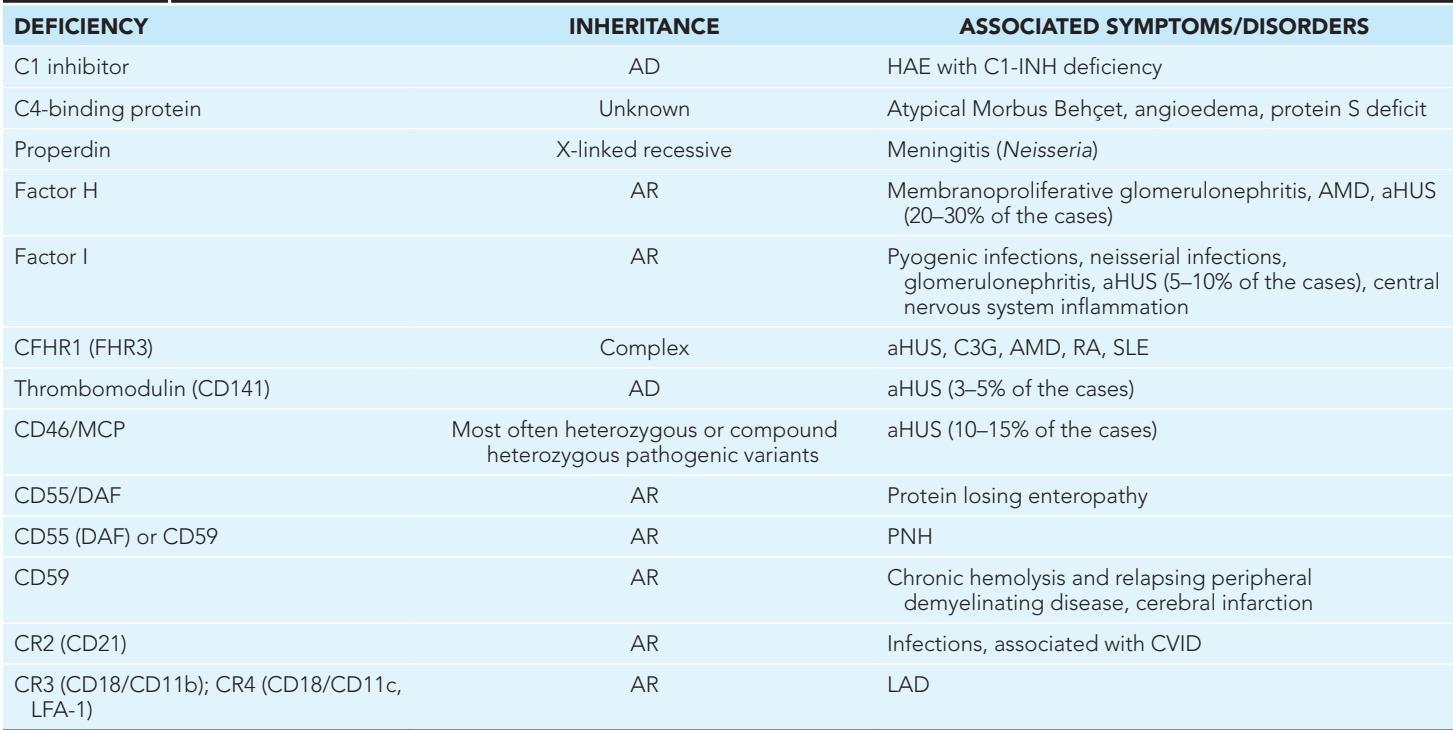 DEFICIENCY INHERITANCE ASSOCIATED SYMPTOMS/DISORDERS
C1 inhibitor AD HAE with C1-INH deficiency
C4-binding protein Unknown Atypical Morbus Behçet, angioedema, protein S deficit
Properdin X-linked recessive Meningitis (Neisseria)
Factor H AR Membranoproliferative glomerulonephritis, AMD, aHUS
(20–30% of the cases)
Factor I AR Pyogenic infections, neisserial infections,
glomerulonephritis, aHUS (5–10% of the cases), central
nervous system inflammation
CFHR1 (FHR3) Complex aHUS, C3G, AMD, RA, SLE
Thrombomodulin (CD141) AD aHUS (3–5% of the cases)
CD46/MCP Most often heterozygous or compound aHUS (10–15% of the cases)
heterozygous pathogenic variants
CD55/DAF AR Protein losing enteropathy
CD55 (DAF) or CD59 AR PNH
CD59 AR Chronic hemolysis and relapsing peripheral
demyelinating disease, cerebral infarction
CR2 (CD21) AR Infections, associated with CVID
CR3 (CD18/CD11b); CR4 (CD18/CD11c, AR LAD
LFA-1)